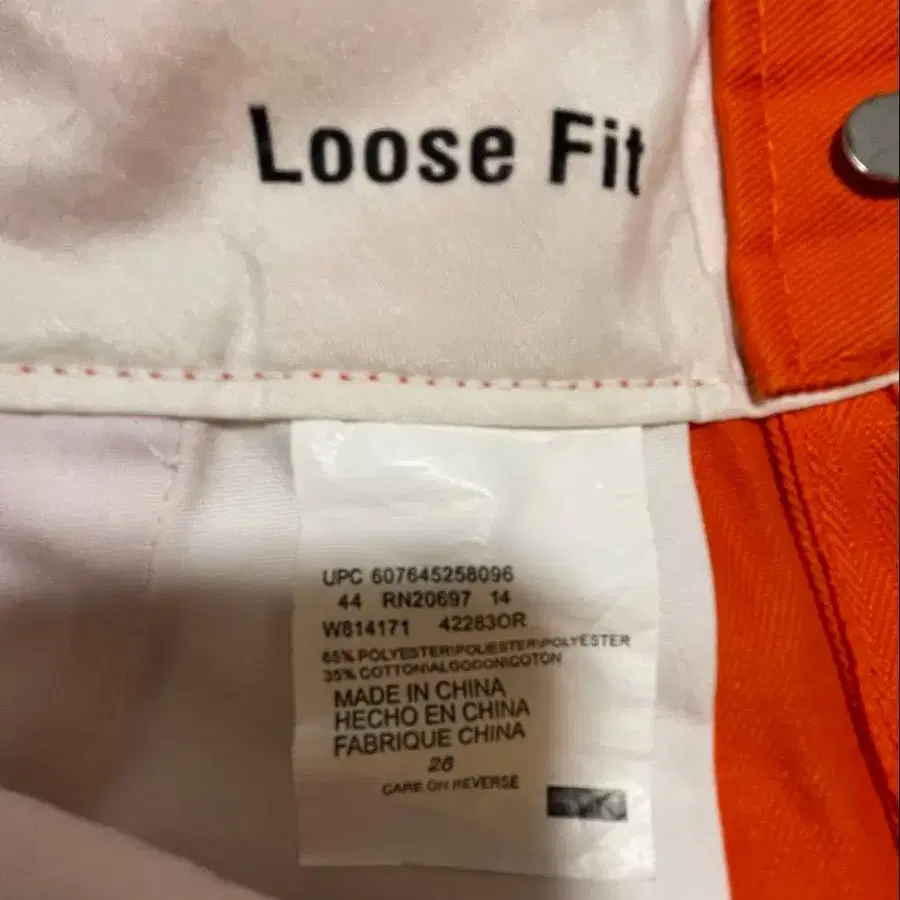 Loose Fit
UPC 607645258096
44 RN20697 14
W814171 42283OR
65% POLYESTER\POLIESTER\POLYESTER
35% COTTON\ALGODON\COTON
MADE IN CHINA
HECHO EN CHINA
FABRIQUE CHINA
26
CARE ON REVERSE